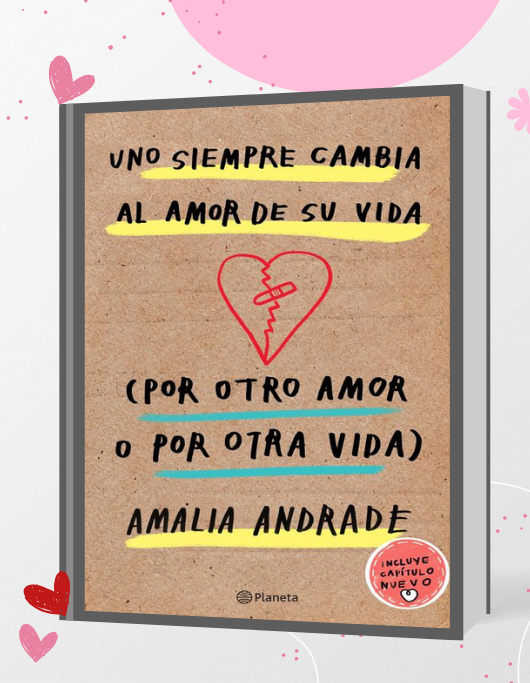 UNO SIEMPRE CAMBIA
AL AMOR DE SU VIDA
(POR OTRO AMOR
O POR OTRA VIDA)
AMALIA ANDRADE
INCLUYE
CAPÍTULO
NUEVO
Planeta